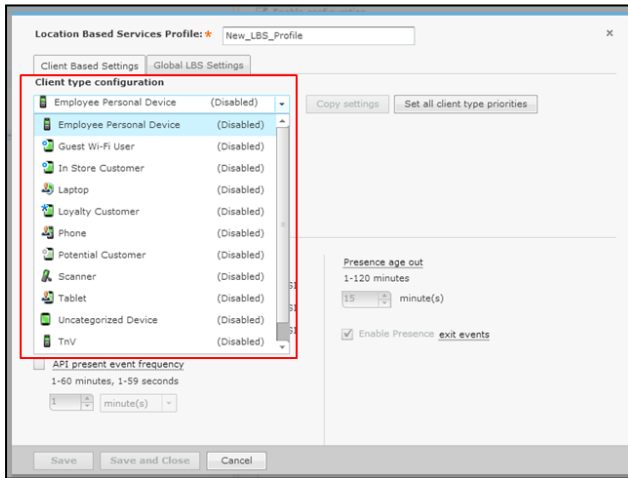 Location Based Services Profile: * New_LBS_Profile x
Client Based Settings Global LBS Settings
Client type configuration
Employee Personal Device (Disabled) Copy settings Set all client type priorities
Employee Personal Device (Disabled)
Guest Wi-Fi User (Disabled)
In Store Customer (Disabled)
Laptop (Disabled)
Loyalty Customer (Disabled)
Phone (Disabled)
Potential Customer (Disabled)
Presence age out
Scanner (Disabled)
1-120 minutes
Tablet (Disabled)
15 minute(s)
Uncategorized Device (Disabled)
Enable Presence exit events
TnV (Disabled)
API present event frequency
1-60 minutes, 1-59 seconds
1 minute(s)
Save Save and Close Cancel